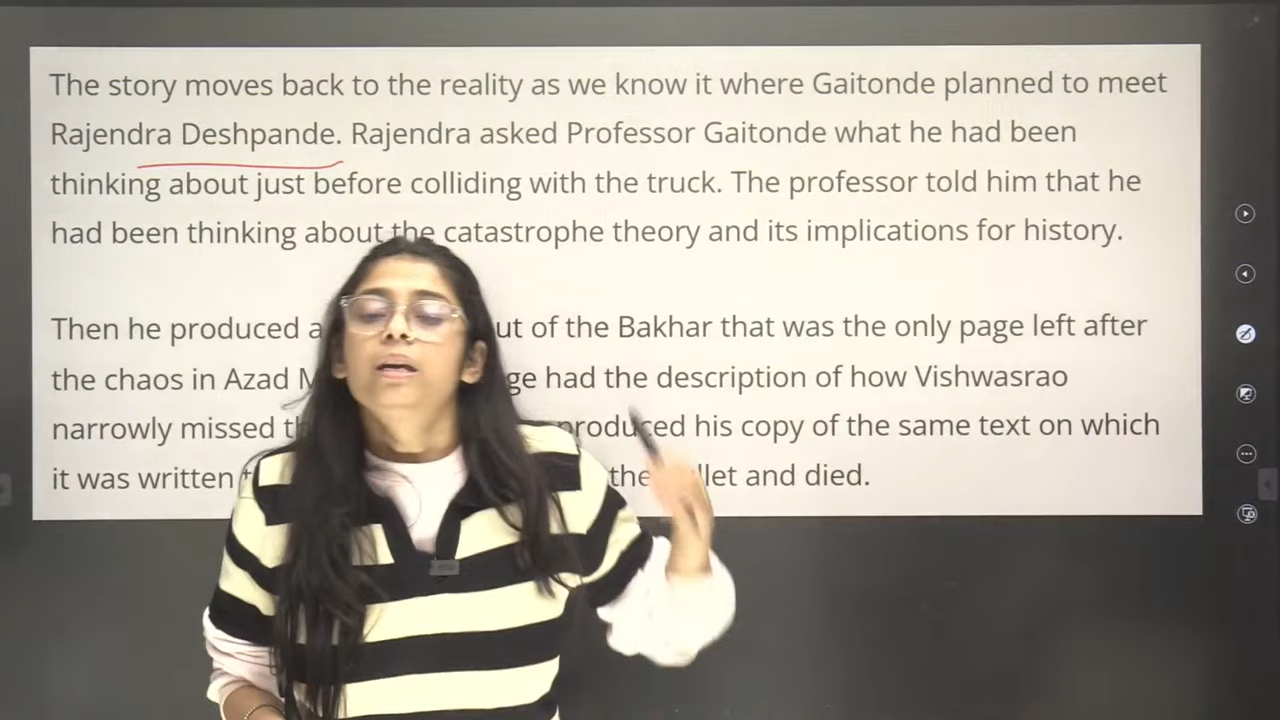 The story moves back to the reality as we know it where Gaitonde planned to meet
Rajendra Deshpande. Rajendra asked Professor Gaitonde what he had been
thinking about just before colliding with the truck. The professor told him that he
had been thinking about the catastrophe theory and its implications for history.
Then he produced a ut of the Bakhar that was the only page left after
the chaos in Azad M ge had the description of how Vishwasrao
narrowly missed th produced his copy of the same text on which
it was written the llet and died.